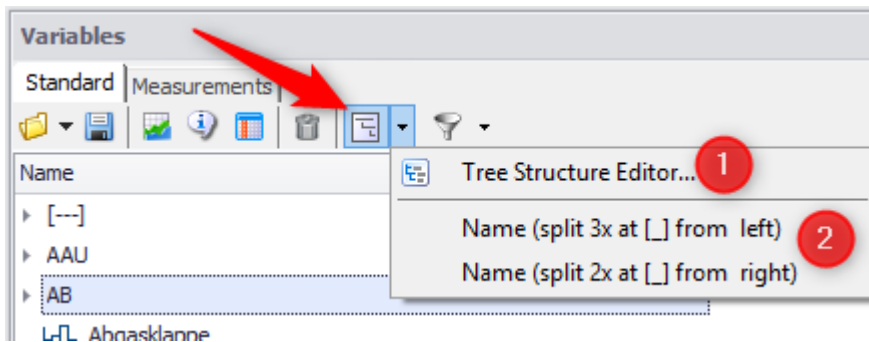 Variables
Standard Measurements
Name
Tree Structure Editor... 1
[---]
Name (split 3x at [_] from left)
2
AAU
Name (split 2x at [_] from right)
AB
Abgasklappe